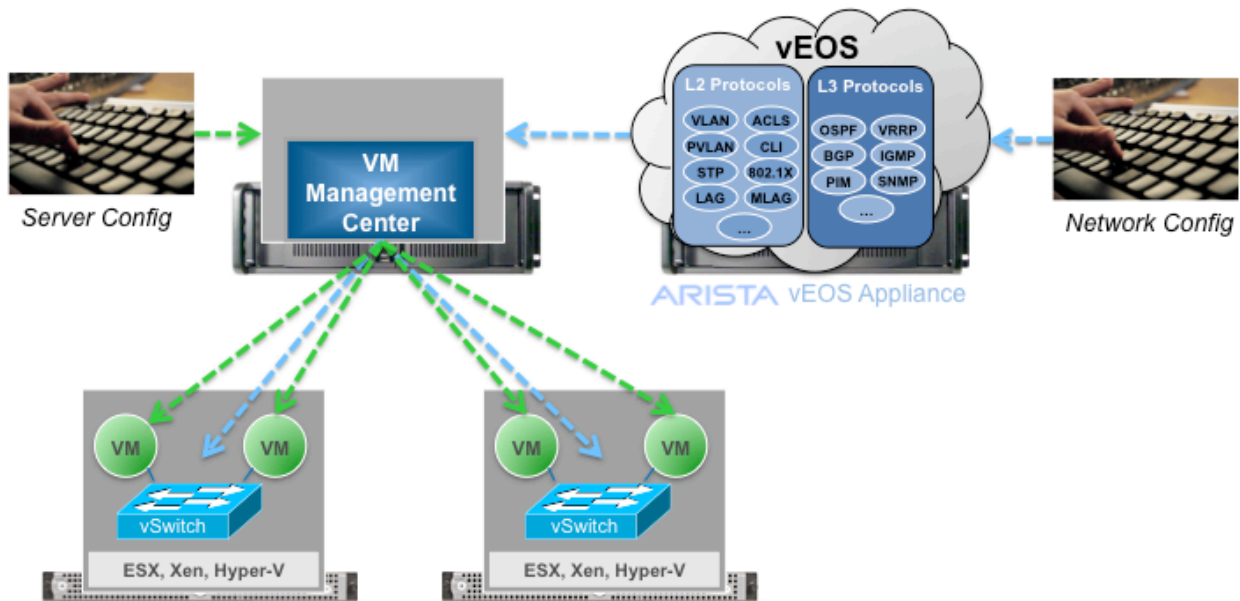 vEOS
L2 Protocols
L3 Protocols
VLAN
ACLS
PVLAN
CLI
STP
802.1X
LAG
MLAG
...
OSPF
VRRP
BGP
IGMP
PIM
SNMP
...
VM
Management
Center
Server Config
Network Config
ARISTA vEOS Appliance
VM
VM
vSwitch
ESX, Xen, Hyper-V
VM
VM
vSwitch
ESX, Xen, Hyper-V